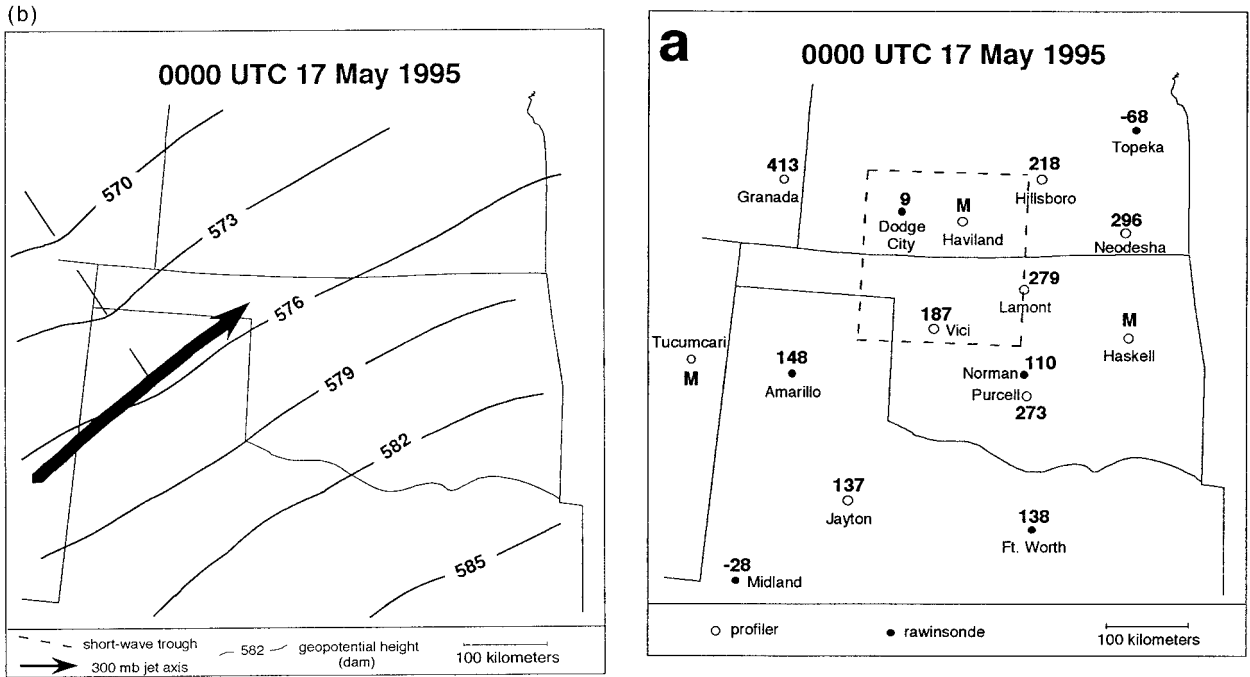 (b)
0000 UTC 17 May 1995
570
573
576
579
582
585
short-wave trough
300 mb jet axis
582
geopotential height
(dam)
100 kilometers
a
0000 UTC 17 May 1995
-68
Topeka
413
Granada
218
Hillsboro
9
Dodge
City
M
Haviland
296
Neodesha
279
Lamont
187
Vici
M
Haskell
Tucumcari
M
148
Amarillo
Norman 110
Purcell
273
137
Jayton
138
Ft. Worth
-28
Midland
profiler
rawinsonde
100 kilometers